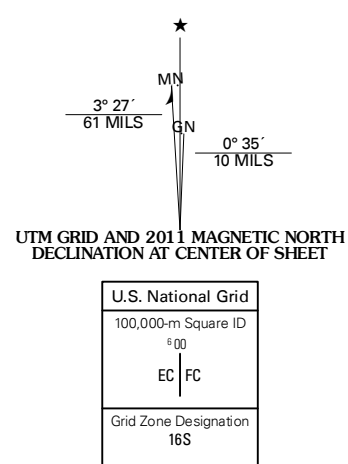 ★
MN
3° 27´
61 MILS
GN
0° 35´
10 MILS
UTM GRID AND 2011 MAGNETIC NORTH
DECLINATION AT CENTER OF SHEET
U.S. National Grid
100,000-m Square ID
⁶00
EC FC
Grid Zone Designation
16S